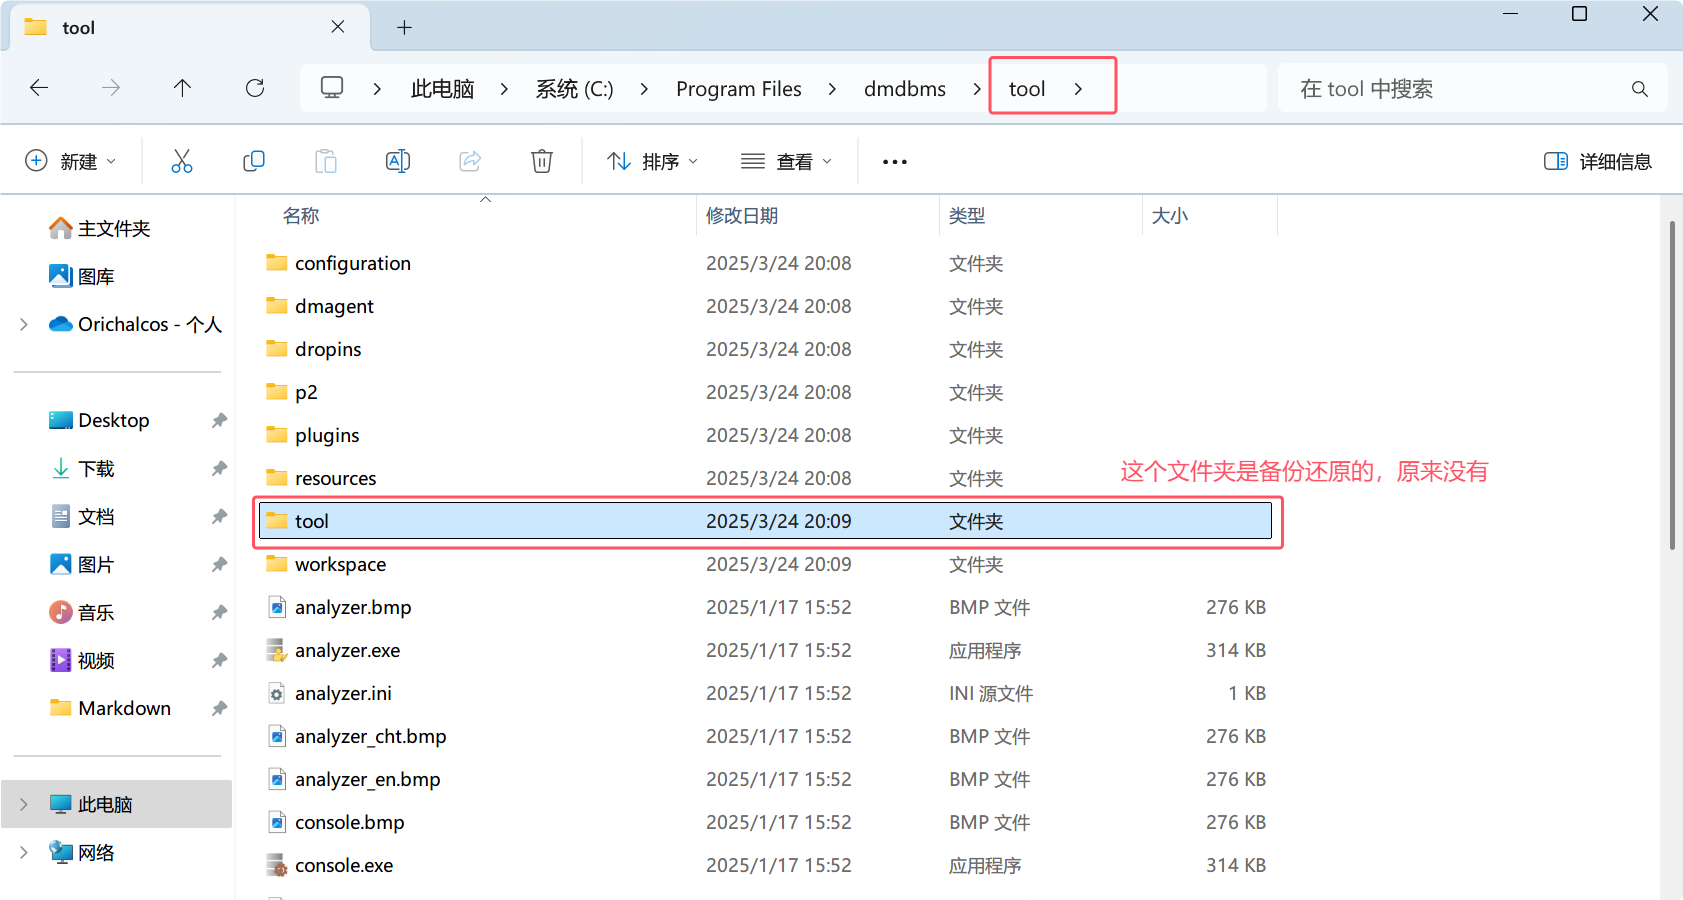 tool
此电脑 系统 (C:) Program Files dmdbms tool
在 tool 中搜索
新建 排序 查看 详细信息
名称 修改日期 类型 大小
主文件夹
图库
Orichalcos - 个人
Desktop
下载
文档
图片
音乐
视频
Markdown
此电脑
网络
configuration 2025/3/24 20:08 文件夹
dmagent 2025/3/24 20:08 文件夹
dropins 2025/3/24 20:08 文件夹
p2 2025/3/24 20:08 文件夹
plugins 2025/3/24 20:08 文件夹
resources 2025/3/24 20:08 文件夹
这个文件夹是备份还原的，原来没有
tool 2025/3/24 20:09 文件夹
workspace 2025/3/24 20:09 文件夹
analyzer.bmp 2025/1/17 15:52 BMP 文件 276 KB
analyzer.exe 2025/1/17 15:52 应用程序 314 KB
analyzer.ini 2025/1/17 15:52 INI 源文件 1 KB
analyzer_cht.bmp 2025/1/17 15:52 BMP 文件 276 KB
analyzer_en.bmp 2025/1/17 15:52 BMP 文件 276 KB
console.bmp 2025/1/17 15:52 BMP 文件 276 KB
console.exe 2025/1/17 15:52 应用程序 314 KB